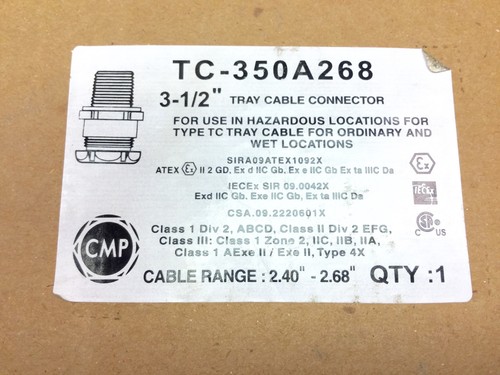 TC-350A268
3-1/2" TRAY CABLE CONNECTOR
FOR USE IN HAZARDOUS LOCATIONS FOR
TYPE TC TRAY CABLE FOR ORDINARY AND
WET LOCATIONS
SIRA09ATEX1092X
ATEX Ex II 2 GD, Ex d IIC Gb, Ex e IIC Gb Ex ta IIIC Da
Ex
IECEx SIR 09.0042X
Exd IIC Gb, Exe IIC Gb, Ex ta IIIC Da
IECEx
CSA.09.2220601X
Class 1 Div 2, ABCD, Class II Div 2 EFG,
Class III: Class 1 Zone 2, IIC, IIB, IIA,
Class 1 AExe II / Exe II, Type 4X
C US
CMP
CABLE RANGE : 2.40" - 2.68" QTY :1